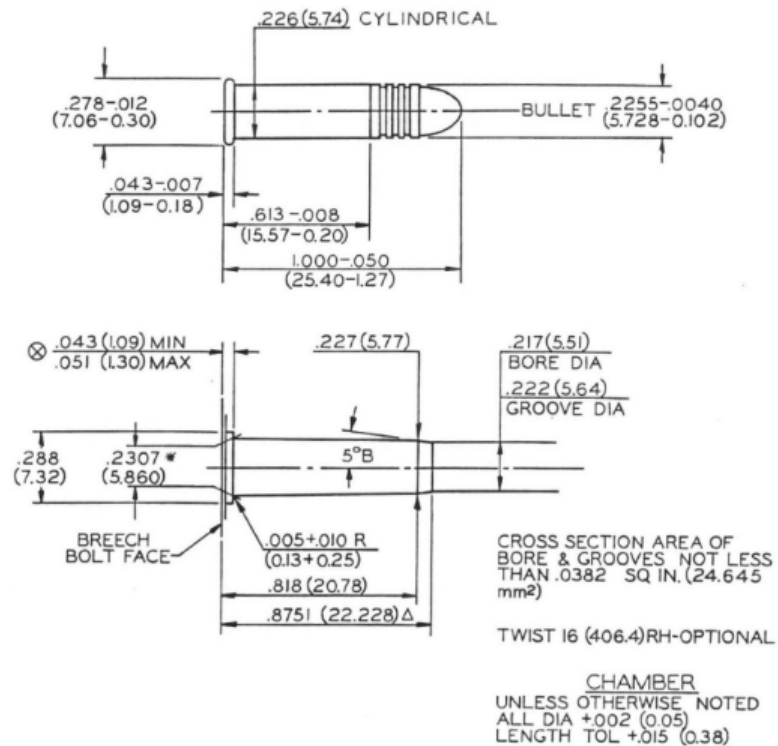 .226 (5.74) CYLINDRICAL
.278-.012
(7.06-0.30)
BULLET .2255-.0040
(5.728-0.102)
.043-.007
(1.09-0.18)
.613-.008
(15.57-0.20)
1.000-.050
(25.40-1.27)
⊗ .043 (1.09) MIN
.051 (1.30) MAX
.227 (5.77)
.217 (5.51)
BORE DIA
.222 (5.64)
GROOVE DIA
.288
(7.32)
.2307 *
(5.860)
5°B
BREECH
BOLT FACE
.005+.010 R
(0.13+0.25)
.818 (20.78)
.8751 (22.228) Δ
CROSS SECTION AREA OF
BORE & GROOVES NOT LESS
THAN .0382 SQ IN. (24.645
mm²)
TWIST 16 (406.4) RH-OPTIONAL
CHAMBER
UNLESS OTHERWISE NOTED
ALL DIA +.002 (0.05)
LENGTH TOL +.015 (0.38)